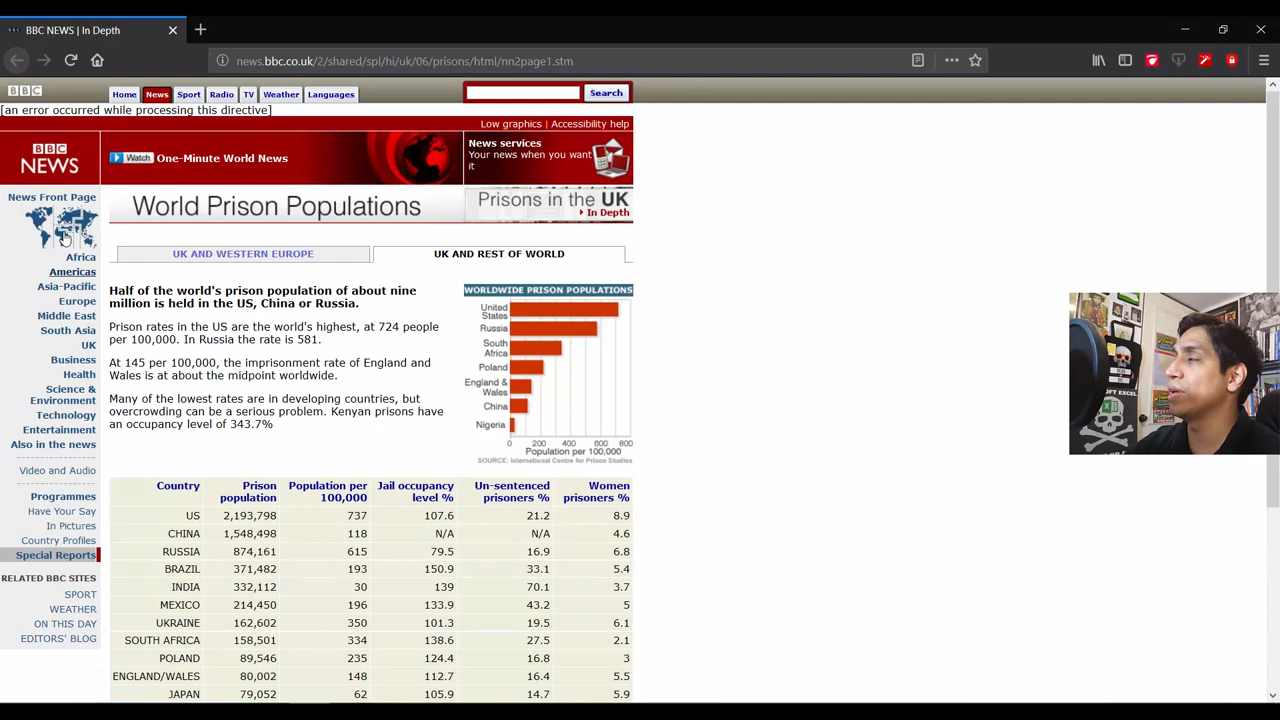 BBC NEWS | In Depth
news.bbc.co.uk/2/shared/spl/hi/uk/06/prisons/html/nn2page1.stm
BBC
Home News Sport Radio TV Weather Languages
Search
[an error occurred while processing this directive]
Low graphics | Accessibility help
BBC
NEWS
Watch One-Minute World News
News services
Your news when you want
it
World Prison Populations
Prisons in the UK
In Depth
News Front Page
Africa
Americas
Asia-Pacific
Europe
Middle East
South Asia
UK
Business
Health
Science &
Environment
Technology
Entertainment
Also in the news
Video and Audio
Programmes
Have Your Say
In Pictures
Country Profiles
Special Reports
RELATED BBC SITES
SPORT
WEATHER
ON THIS DAY
EDITORS' BLOG
UK AND WESTERN EUROPE
UK AND REST OF WORLD
Half of the world's prison population of about nine
million is held in the US, China or Russia.
Prison rates in the US are the world's highest, at 724 people
per 100,000. In Russia the rate is 581.
At 145 per 100,000, the imprisonment rate of England and
Wales is at about the midpoint worldwide.
Many of the lowest rates are in developing countries, but
overcrowding can be a serious problem. Kenyan prisons have
an occupancy level of 343.7%
WORLDWIDE PRISON POPULATIONS
United
States
Russia
South
Africa
Poland
England &
Wales
China
Nigeria
0 200 400 600 800
Population per 100,000
SOURCE: International Centre for Prison Studies
Country Prison population Population per 100,000 Jail occupancy level % Un-sentenced prisoners % Women prisoners %
US 2,193,798 737 107.6 21.2 8.9
CHINA 1,548,498 118 N/A N/A 4.6
RUSSIA 874,161 615 79.5 16.9 6.8
BRAZIL 371,482 193 150.9 33.1 5.4
INDIA 332,112 30 139 70.1 3.7
MEXICO 214,450 196 133.9 43.2 5
UKRAINE 162,602 350 101.3 19.5 6.1
SOUTH AFRICA 158,501 334 138.6 27.5 2.1
POLAND 89,546 235 124.4 16.8 3
ENGLAND/WALES 80,002 148 112.7 16.4 5.5
JAPAN 79,052 62 105.9 14.7 5.9